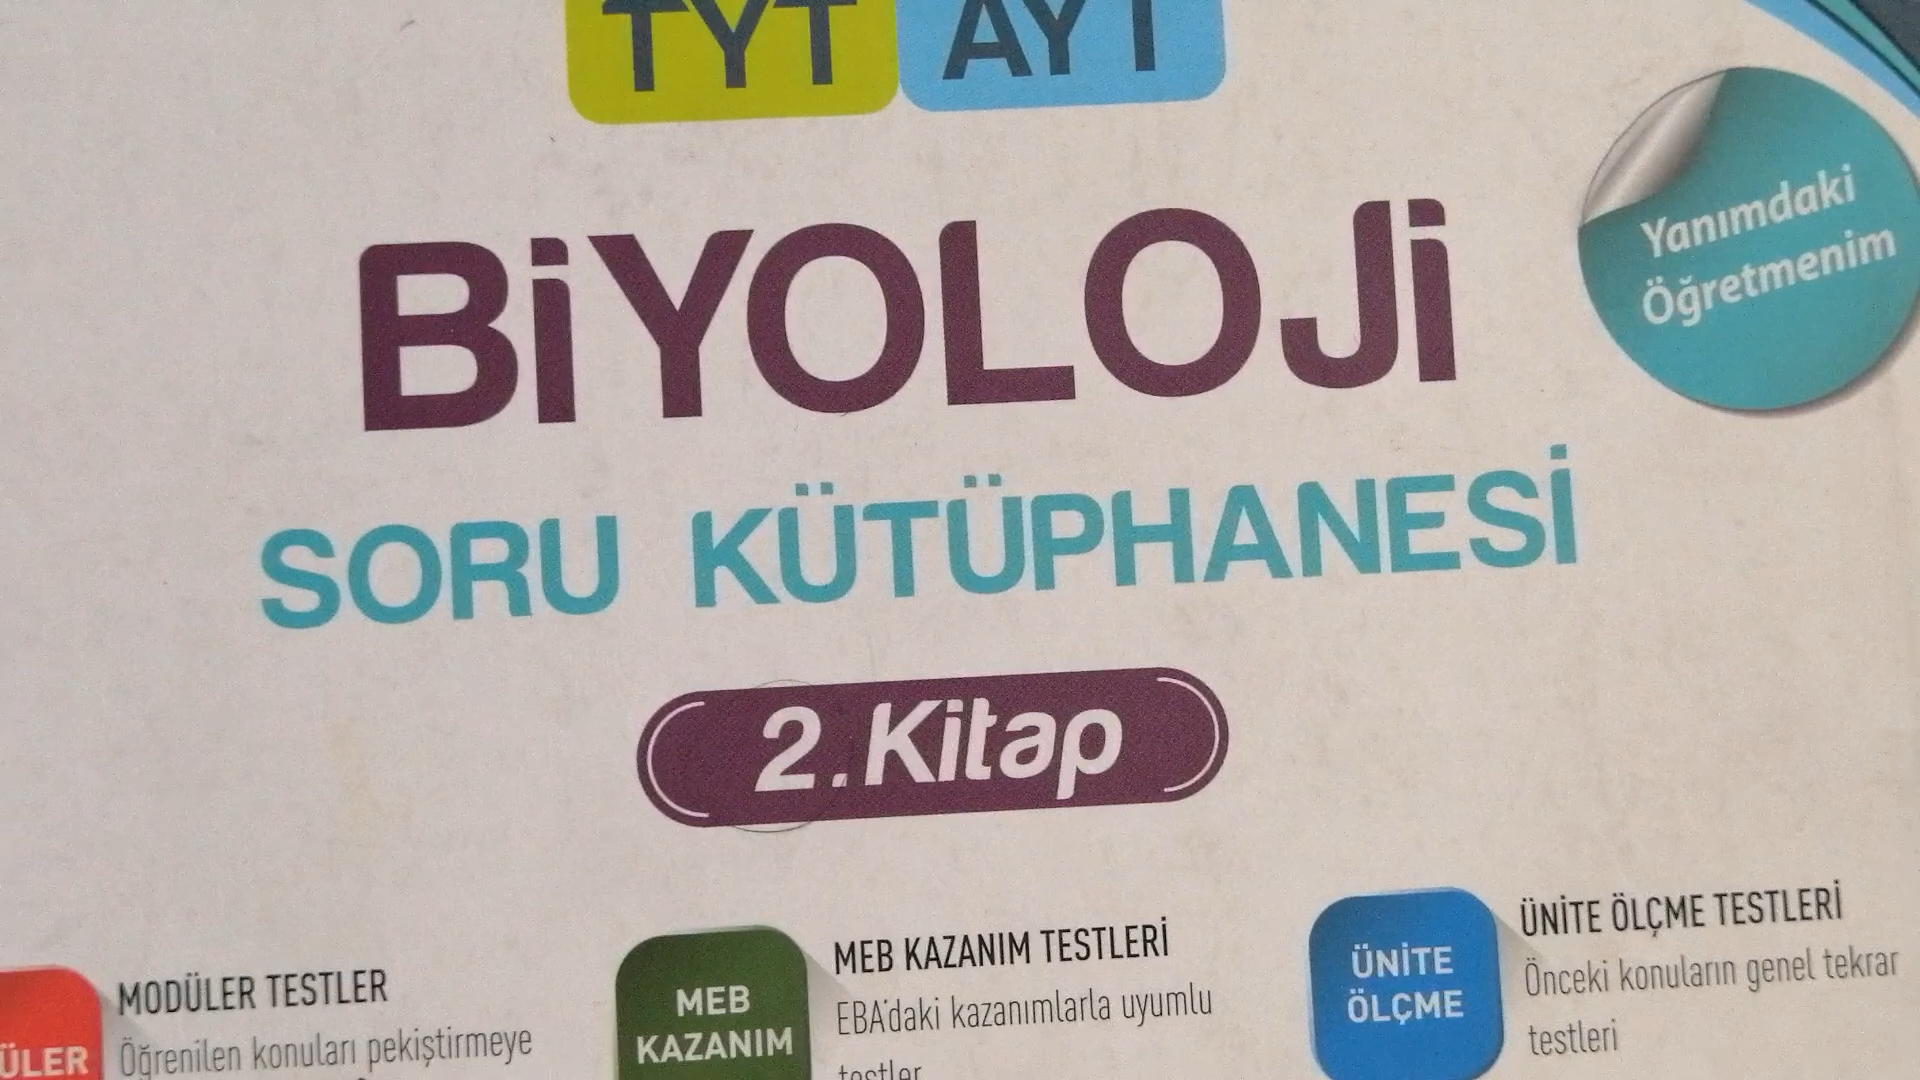 TYT AYT
BiYOLOJi
Yanımdaki
Öğretmenim
SORU KÜTÜPHANESİ
2.Kitap
MODÜLER TESTLER
Öğrenilen konuları pekiştirmeye
MEB
KAZANIM
MEB KAZANIM TESTLERİ
EBA'daki kazanımlarla uyumlu
testler
ÜNİTE
ÖLÇME
ÜNİTE ÖLÇME TESTLERİ
Önceki konuların genel tekrar
testleri